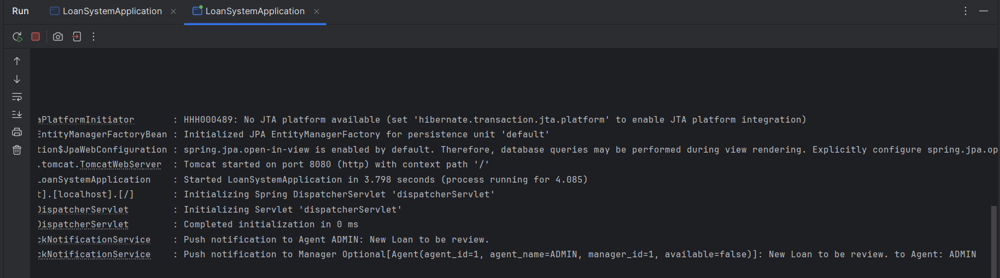 Run LoanSystemApplication LoanSystemApplication
aPlatformInitiator : HHH000489: No JTA platform available (set 'hibernate.transaction.jta.platform' to enable JTA platform integration)
EntityManagerFactoryBean : Initialized JPA EntityManagerFactory for persistence unit 'default'
tion$JpaWebConfiguration : spring.jpa.open-in-view is enabled by default. Therefore, database queries may be performed during view rendering. Explicitly configure spring.jpa.op
.tomcat.TomcatWebServer : Tomcat started on port 8080 (http) with context path '/'
LoanSystemApplication : Started LoanSystemApplication in 3.798 seconds (process running for 4.085)
t].[localhost].[/] : Initializing Spring DispatcherServlet 'dispatcherServlet'
DispatcherServlet : Initializing Servlet 'dispatcherServlet'
DispatcherServlet : Completed initialization in 0 ms
ckNotificationService : Push notification to Agent ADMIN: New Loan to be review.
ckNotificationService : Push notification to Manager Optional[Agent(agent_id=1, agent_name=ADMIN, manager_id=1, available=false)]: New Loan to be review. to Agent: ADMIN